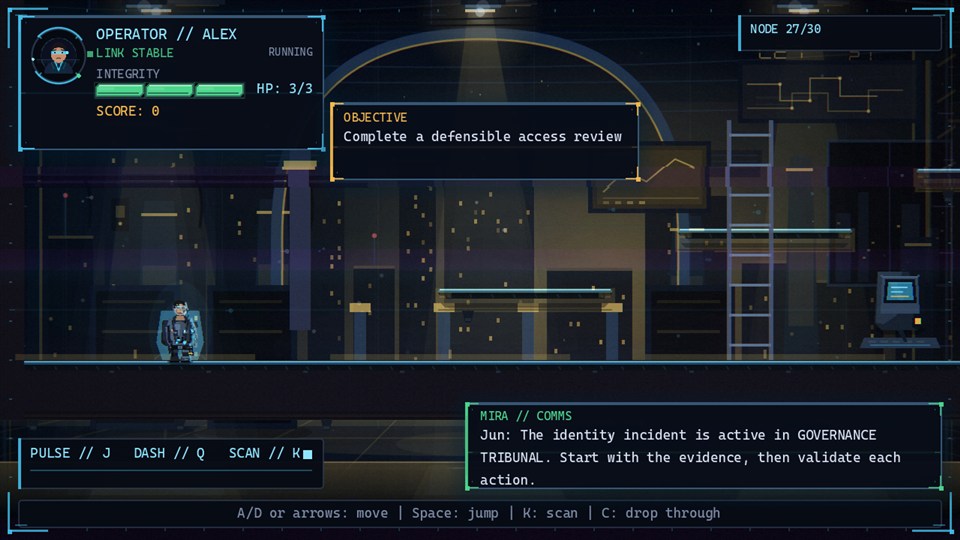 OPERATOR // ALEX
LINK STABLE
RUNNING
INTEGRITY
HP: 3/3
SCORE: 0
NODE 27/30
OBJECTIVE
Complete a defensible access review
MIRA // COMMS
Jun: The identity incident is active in GOVERNANCE
TRIBUNAL. Start with the evidence, then validate each
action.
PULSE // J DASH // Q SCAN // K
A/D or arrows: move | Space: jump | K: scan | C: drop through